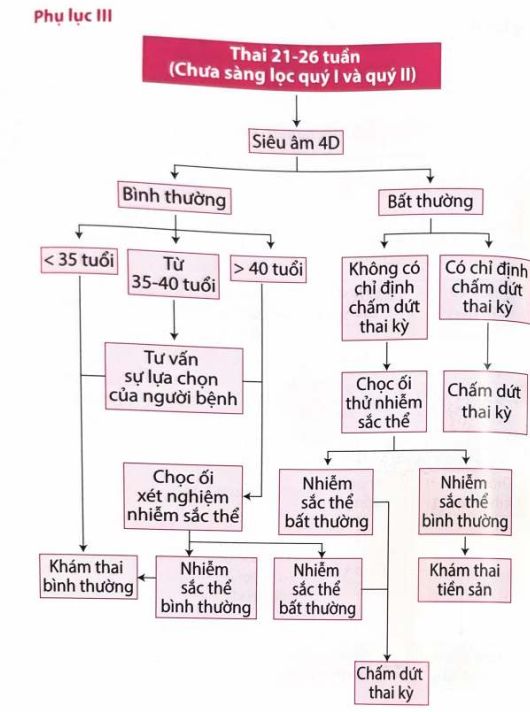 Phụ lục III
Thai 21-26 tuần
(Chưa sàng lọc quý I và quý II)
Siêu âm 4D
Bình thường
Bất thường
< 35 tuổi
Từ
35-40 tuổi
> 40 tuổi
Không có
chỉ định
chấm dứt
thai kỳ
Có chỉ định
chấm dứt
thai kỳ
Tư vấn
sự lựa chọn
của người bệnh
Chọc ối
thử nhiễm
sắc thể
Chấm dứt
thai kỳ
Chọc ối
xét nghiệm
nhiễm sắc thể
Nhiễm
sắc thể
bất thường
Nhiễm
sắc thể
bình thường
Khám thai
bình thường
Nhiễm
sắc thể
bình thường
Nhiễm
sắc thể
bất thường
Khám thai
tiền sản
Chấm dứt
thai kỳ